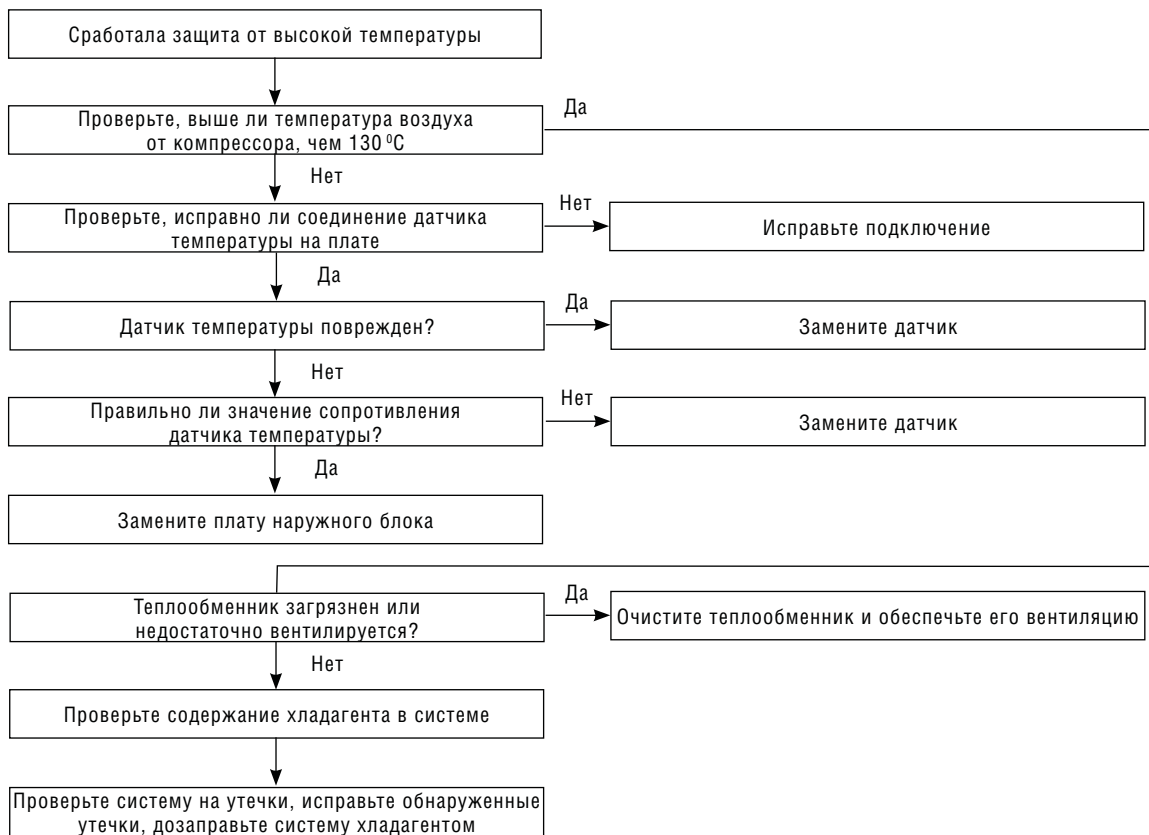 Сработала защита от высокой температуры
Проверьте, выше ли температура воздуха
от компрессора, чем 130 ⁰С
Да
Нет
Проверьте, исправно ли соединение датчика
температуры на плате
Нет
Исправьте подключение
Да
Датчик температуры поврежден?
Да
Замените датчик
Нет
Правильно ли значение сопротивления
датчика температуры?
Нет
Замените датчик
Да
Замените плату наружного блока
Теплообменник загрязнен или
недостаточно вентилируется?
Да
Очистите теплообменник и обеспечьте его вентиляцию
Нет
Проверьте содержание хладагента в системе
Проверьте систему на утечки, исправьте обнаруженные
утечки, дозаправьте систему хладагентом